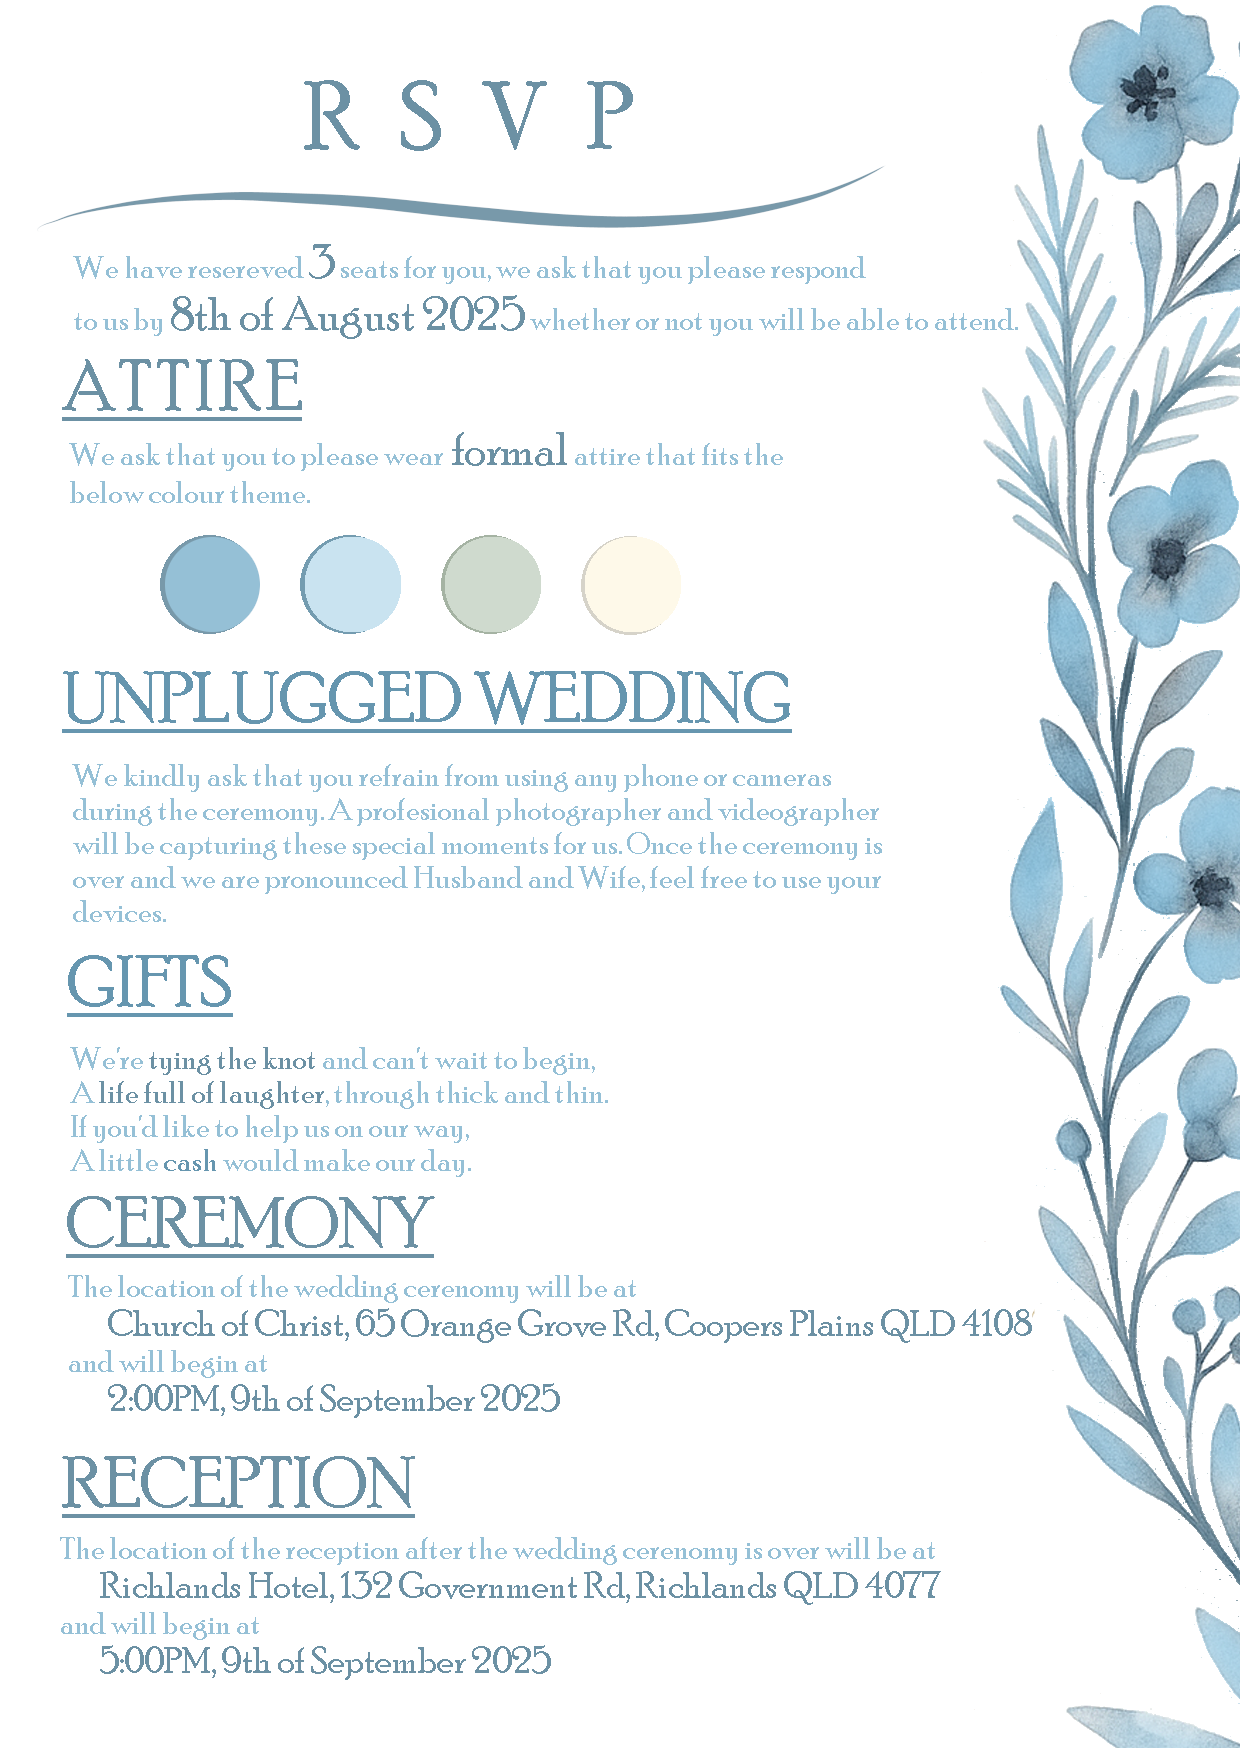 R S V P
We have resereved 3 seats for you, we ask that you please respond
to us by 8th of August 2025 whether or not you will be able to attend.
ATTIRE
We ask that you to please wear formal attire that fits the
below colour theme.
UNPLUGGED WEDDING
We kindly ask that you refrain from using any phone or cameras
during the ceremony. A profesional photographer and videographer
will be capturing these special moments for us. Once the ceremony is
over and we are pronounced Husband and Wife, feel free to use your
devices.
GIFTS
We're tying the knot and can't wait to begin,
A life full of laughter, through thick and thin.
If you'd like to help us on our way,
A little cash would make our day.
CEREMONY
The location of the wedding cerenomy will be at
Church of Christ, 65 Orange Grove Rd, Coopers Plains QLD 4108
and will begin at
2:00PM, 9th of September 2025
RECEPTION
The location of the reception after the wedding cerenomy is over will be at
Richlands Hotel, 132 Government Rd, Richlands QLD 4077
and will begin at
5:00PM, 9th of September 2025